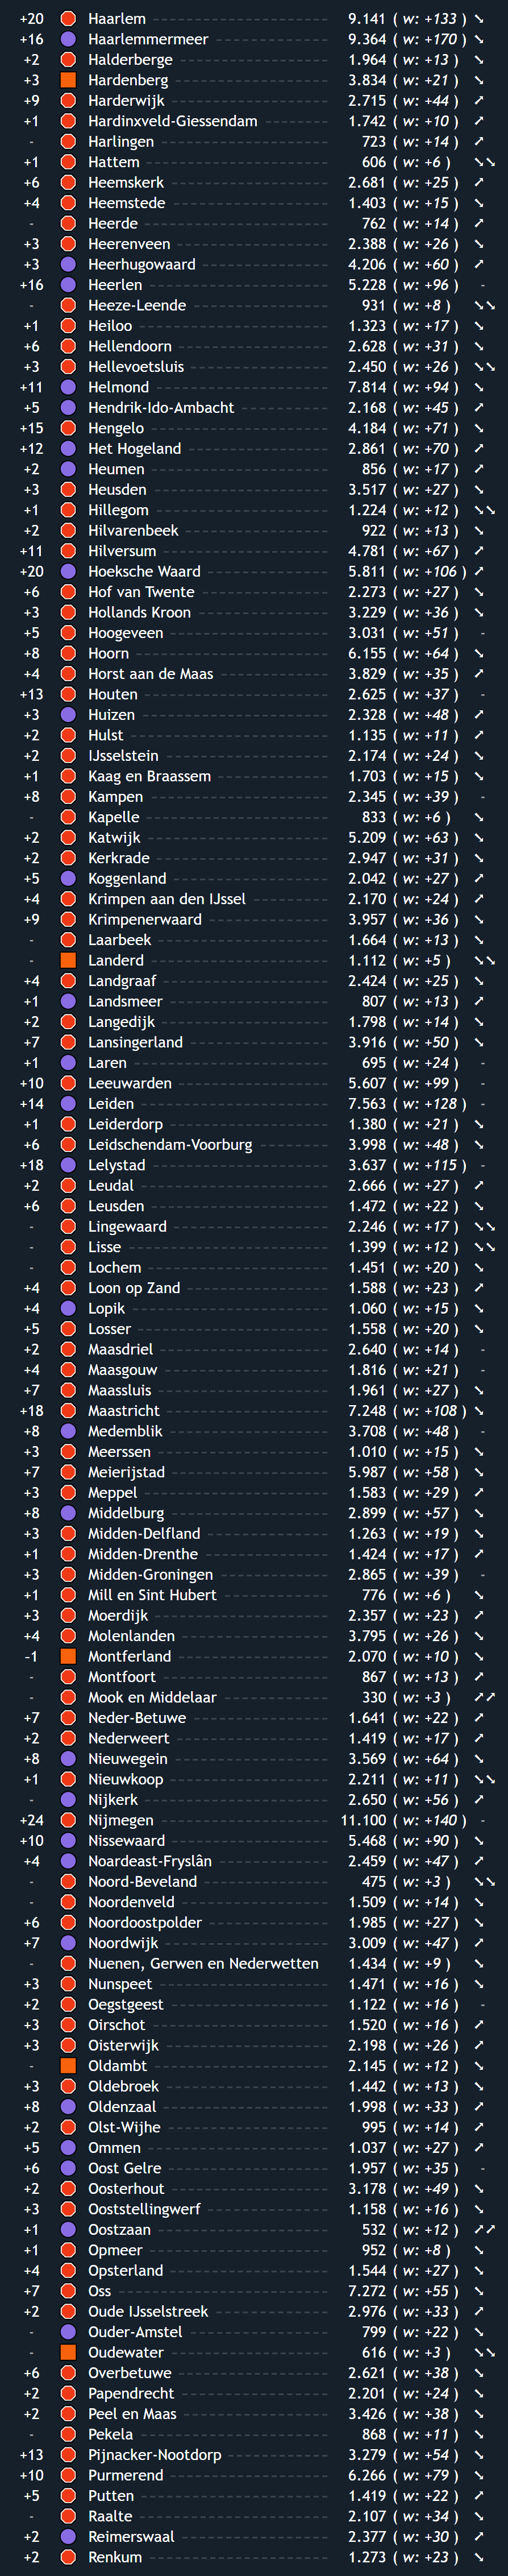 +20 Haarlem 9.141 ( w: +133 ) ➘
+16 Haarlemmermeer 9.364 ( w: +170 ) ➘
+2 Halderberge 1.964 ( w: +13 ) ➘
+3 Hardenberg 3.834 ( w: +21 ) ➘
+9 Harderwijk 2.715 ( w: +44 ) ➚
+1 Hardinxveld-Giessendam 1.742 ( w: +10 ) ➚
- Harlingen 723 ( w: +14 ) ➚
+1 Hattem 606 ( w: +6 ) ➘➘
+6 Heemskerk 2.681 ( w: +25 ) ➚
+4 Heemstede 1.403 ( w: +15 ) ➘
- Heerde 762 ( w: +14 ) ➚
+3 Heerenveen 2.388 ( w: +26 ) ➘
+3 Heerhugowaard 4.206 ( w: +60 ) ➚
+16 Heerlen 5.228 ( w: +96 ) -
- Heeze-Leende 931 ( w: +8 ) ➘➘
+1 Heiloo 1.323 ( w: +17 ) ➘
+6 Hellendoorn 2.628 ( w: +31 ) ➘
+3 Hellevoetsluis 2.450 ( w: +26 ) ➘➘
+11 Helmond 7.814 ( w: +94 ) ➘
+5 Hendrik-Ido-Ambacht 2.168 ( w: +45 ) ➚
+15 Hengelo 4.184 ( w: +71 ) ➘
+12 Het Hogeland 2.861 ( w: +70 ) ➚
+2 Heumen 856 ( w: +17 ) ➚
+3 Heusden 3.517 ( w: +27 ) ➘
+1 Hillegom 1.224 ( w: +12 ) ➘➘
+2 Hilvarenbeek 922 ( w: +13 ) ➘
+11 Hilversum 4.781 ( w: +67 ) ➚
+20 Hoeksche Waard 5.811 ( w: +106 ) ➚
+6 Hof van Twente 2.273 ( w: +27 ) ➘
+3 Hollands Kroon 3.229 ( w: +36 ) ➘
+5 Hoogeveen 3.031 ( w: +51 ) -
+8 Hoorn 6.155 ( w: +64 ) ➘
+4 Horst aan de Maas 3.829 ( w: +35 ) ➚
+13 Houten 2.625 ( w: +37 ) -
+3 Huizen 2.328 ( w: +48 ) ➚
+2 Hulst 1.135 ( w: +11 ) ➚
+2 IJsselstein 2.174 ( w: +24 ) ➘
+1 Kaag en Braassem 1.703 ( w: +15 ) ➘
+8 Kampen 2.345 ( w: +39 ) -
- Kapelle 833 ( w: +6 ) ➘
+2 Katwijk 5.209 ( w: +63 ) ➘
+2 Kerkrade 2.947 ( w: +31 ) ➘
+5 Koggenland 2.042 ( w: +27 ) ➚
+4 Krimpen aan den IJssel 2.170 ( w: +24 ) ➚
+9 Krimpenerwaard 3.957 ( w: +36 ) ➘
- Laarbeek 1.664 ( w: +13 ) ➘
- Landerd 1.112 ( w: +5 ) ➘➘
+4 Landgraaf 2.424 ( w: +25 ) ➘
+1 Landsmeer 807 ( w: +13 ) ➚
+2 Langedijk 1.798 ( w: +14 ) ➘
+7 Lansingerland 3.916 ( w: +50 ) ➘
+1 Laren 695 ( w: +24 ) -
+10 Leeuwarden 5.607 ( w: +99 ) -
+14 Leiden 7.563 ( w: +128 ) -
+1 Leiderdorp 1.380 ( w: +21 ) ➘
+6 Leidschendam-Voorburg 3.998 ( w: +48 ) ➘
+18 Lelystad 3.637 ( w: +115 ) -
+2 Leudal 2.666 ( w: +27 ) ➚
+6 Leusden 1.472 ( w: +22 ) ➘
- Lingewaard 2.246 ( w: +17 ) ➘➘
- Lisse 1.399 ( w: +12 ) ➘➘
- Lochem 1.451 ( w: +20 ) ➘
+4 Loon op Zand 1.588 ( w: +23 ) ➚
+4 Lopik 1.060 ( w: +15 ) ➘
+5 Losser 1.558 ( w: +20 ) ➘
+2 Maasdriel 2.640 ( w: +14 ) -
+4 Maasgouw 1.816 ( w: +21 ) -
+7 Maassluis 1.961 ( w: +27 ) ➘
+18 Maastricht 7.248 ( w: +108 ) ➘
+8 Medemblik 3.708 ( w: +48 ) -
+3 Meerssen 1.010 ( w: +15 ) ➘
+7 Meierijstad 5.987 ( w: +58 ) ➘
+3 Meppel 1.583 ( w: +29 ) ➚
+8 Middelburg 2.899 ( w: +57 ) ➘
+3 Midden-Delfland 1.263 ( w: +19 ) ➘
+1 Midden-Drenthe 1.424 ( w: +17 ) ➚
+3 Midden-Groningen 2.865 ( w: +39 ) -
+1 Mill en Sint Hubert 776 ( w: +6 ) ➘
+3 Moerdijk 2.357 ( w: +23 ) ➚
+4 Molenlanden 3.795 ( w: +26 ) ➘
-1 Montferland 2.070 ( w: +10 ) ➘
- Montfoort 867 ( w: +13 ) ➚
- Mook en Middelaar 330 ( w: +3 ) ➚➚
+7 Neder-Betuwe 1.641 ( w: +22 ) ➚
+2 Nederweert 1.419 ( w: +17 ) ➚
+8 Nieuwegein 3.569 ( w: +64 ) ➘
+1 Nieuwkoop 2.211 ( w: +11 ) ➘➘
- Nijkerk 2.650 ( w: +56 ) ➚
+24 Nijmegen 11.100 ( w: +140 ) -
+10 Nissewaard 5.468 ( w: +90 ) ➘
+4 Noardeast-Fryslân 2.459 ( w: +47 ) ➚
- Noord-Beveland 475 ( w: +3 ) ➘➘
- Noordenveld 1.509 ( w: +14 ) ➘
+6 Noordoostpolder 1.985 ( w: +27 ) ➘
+7 Noordwijk 3.009 ( w: +47 ) ➚
- Nuenen, Gerwen en Nederwetten 1.434 ( w: +9 ) ➘
+3 Nunspeet 1.471 ( w: +16 ) ➘
+2 Oegstgeest 1.122 ( w: +16 ) -
+3 Oirschot 1.520 ( w: +16 ) ➚
+3 Oisterwijk 2.198 ( w: +26 ) ➚
- Oldambt 2.145 ( w: +12 ) ➘
+3 Oldebroek 1.442 ( w: +13 ) ➘
+8 Oldenzaal 1.998 ( w: +33 ) ➚
+2 Olst-Wijhe 995 ( w: +14 ) ➚
+5 Ommen 1.037 ( w: +27 ) ➚
+6 Oost Gelre 1.957 ( w: +35 ) -
+2 Oosterhout 3.178 ( w: +49 ) ➘
+3 Ooststellingwerf 1.158 ( w: +16 ) ➘
+1 Oostzaan 532 ( w: +12 ) ➚➚
+1 Opmeer 952 ( w: +8 ) ➘
+4 Opsterland 1.544 ( w: +27 ) ➘
+7 Oss 7.272 ( w: +55 ) ➘
+2 Oude IJsselstreek 2.976 ( w: +33 ) ➚
- Ouder-Amstel 799 ( w: +22 ) ➘
- Oudewater 616 ( w: +3 ) ➘➘
+6 Overbetuwe 2.621 ( w: +38 ) ➘
+2 Papendrecht 2.201 ( w: +24 ) ➘
+2 Peel en Maas 3.426 ( w: +38 ) ➘
- Pekela 868 ( w: +11 ) ➘
+13 Pijnacker-Nootdorp 3.279 ( w: +54 ) ➘
+10 Purmerend 6.266 ( w: +79 ) ➘
+5 Putten 1.419 ( w: +22 ) ➚
- Raalte 2.107 ( w: +34 ) ➘
+2 Reimerswaal 2.377 ( w: +30 ) ➚
+2 Renkum 1.273 ( w: +23 ) ➘